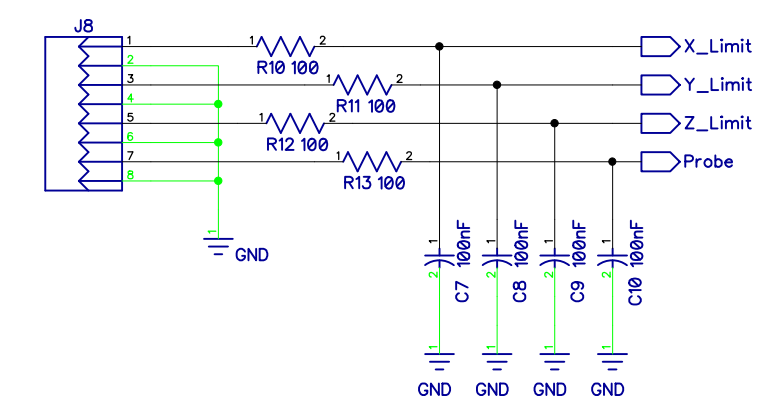 J8
1 1 2 X_Limit
2 R10 100
3 1 2 Y_Limit
4 R11 100
5 1 2 Z_Limit
6 R12 100
7 1 2 Probe
8 R13 100
1 GND
1 100nF 1 100nF 1 100nF 1 100nF
2 C7 2 C8 2 C9 2 C10
1 1 1 1
GND GND GND GND